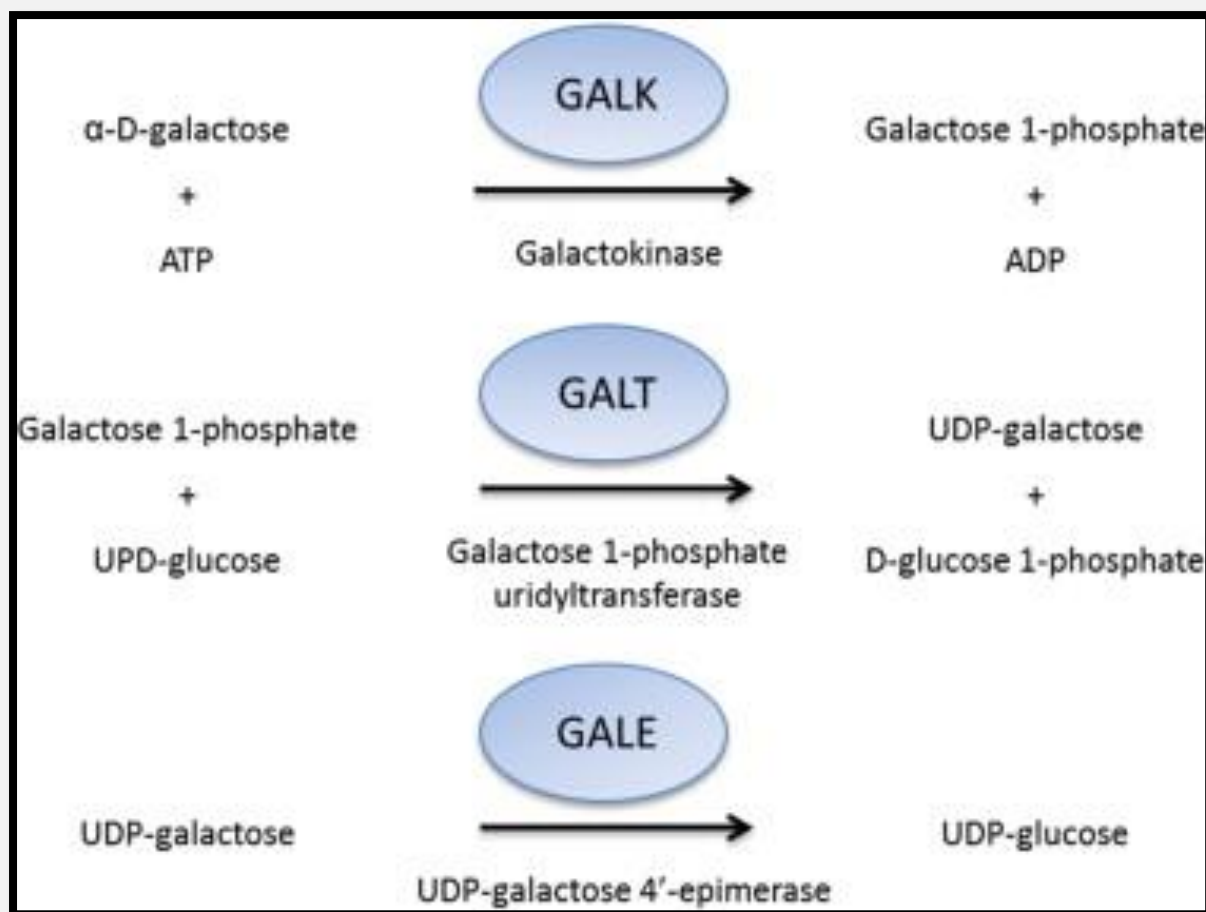 GALK
α-D-galactose
Galactose 1-phosphate
+
+
ATP
Galactokinase
ADP
GALT
Galactose 1-phosphate
UDP-galactose
+
+
UPD-glucose
Galactose 1-phosphate
uridyltransferase
D-glucose 1-phosphate
GALE
UDP-galactose
UDP-glucose
UDP-galactose 4′-epimerase